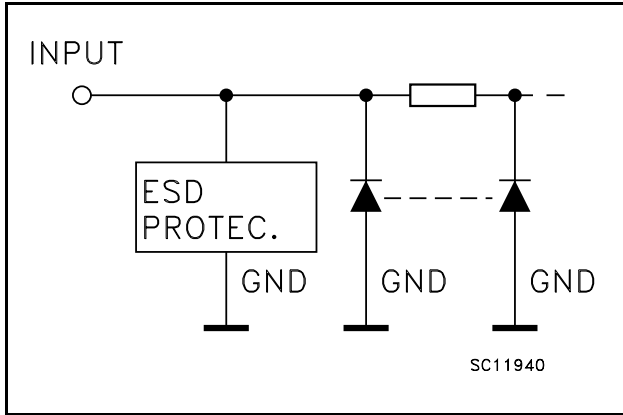 INPUT
ESD
PROTEC.
GND
GND
GND
SC11940